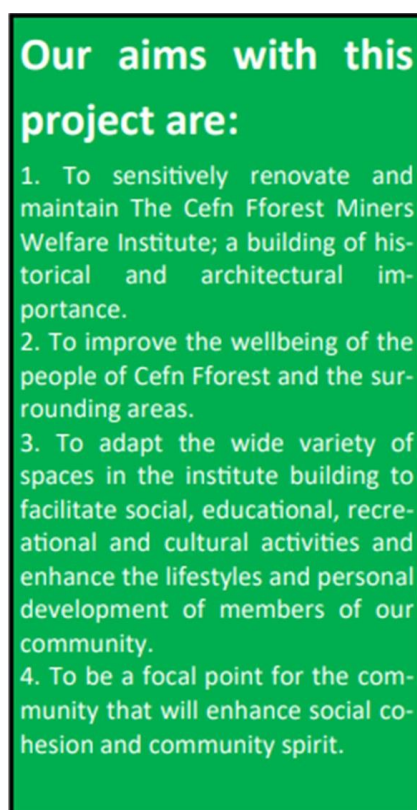 Our aims with this
project are:
1. To sensitively renovate and
maintain The Cefn Fforest Miners
Welfare Institute; a building of his-
torical and architectural im-
portance.
2. To improve the wellbeing of the
people of Cefn Fforest and the sur-
rounding areas.
3. To adapt the wide variety of
spaces in the institute building to
facilitate social, educational, recre-
ational and cultural activities and
enhance the lifestyles and personal
development of members of our
community.
4. To be a focal point for the com-
munity that will enhance social co-
hesion and community spirit.